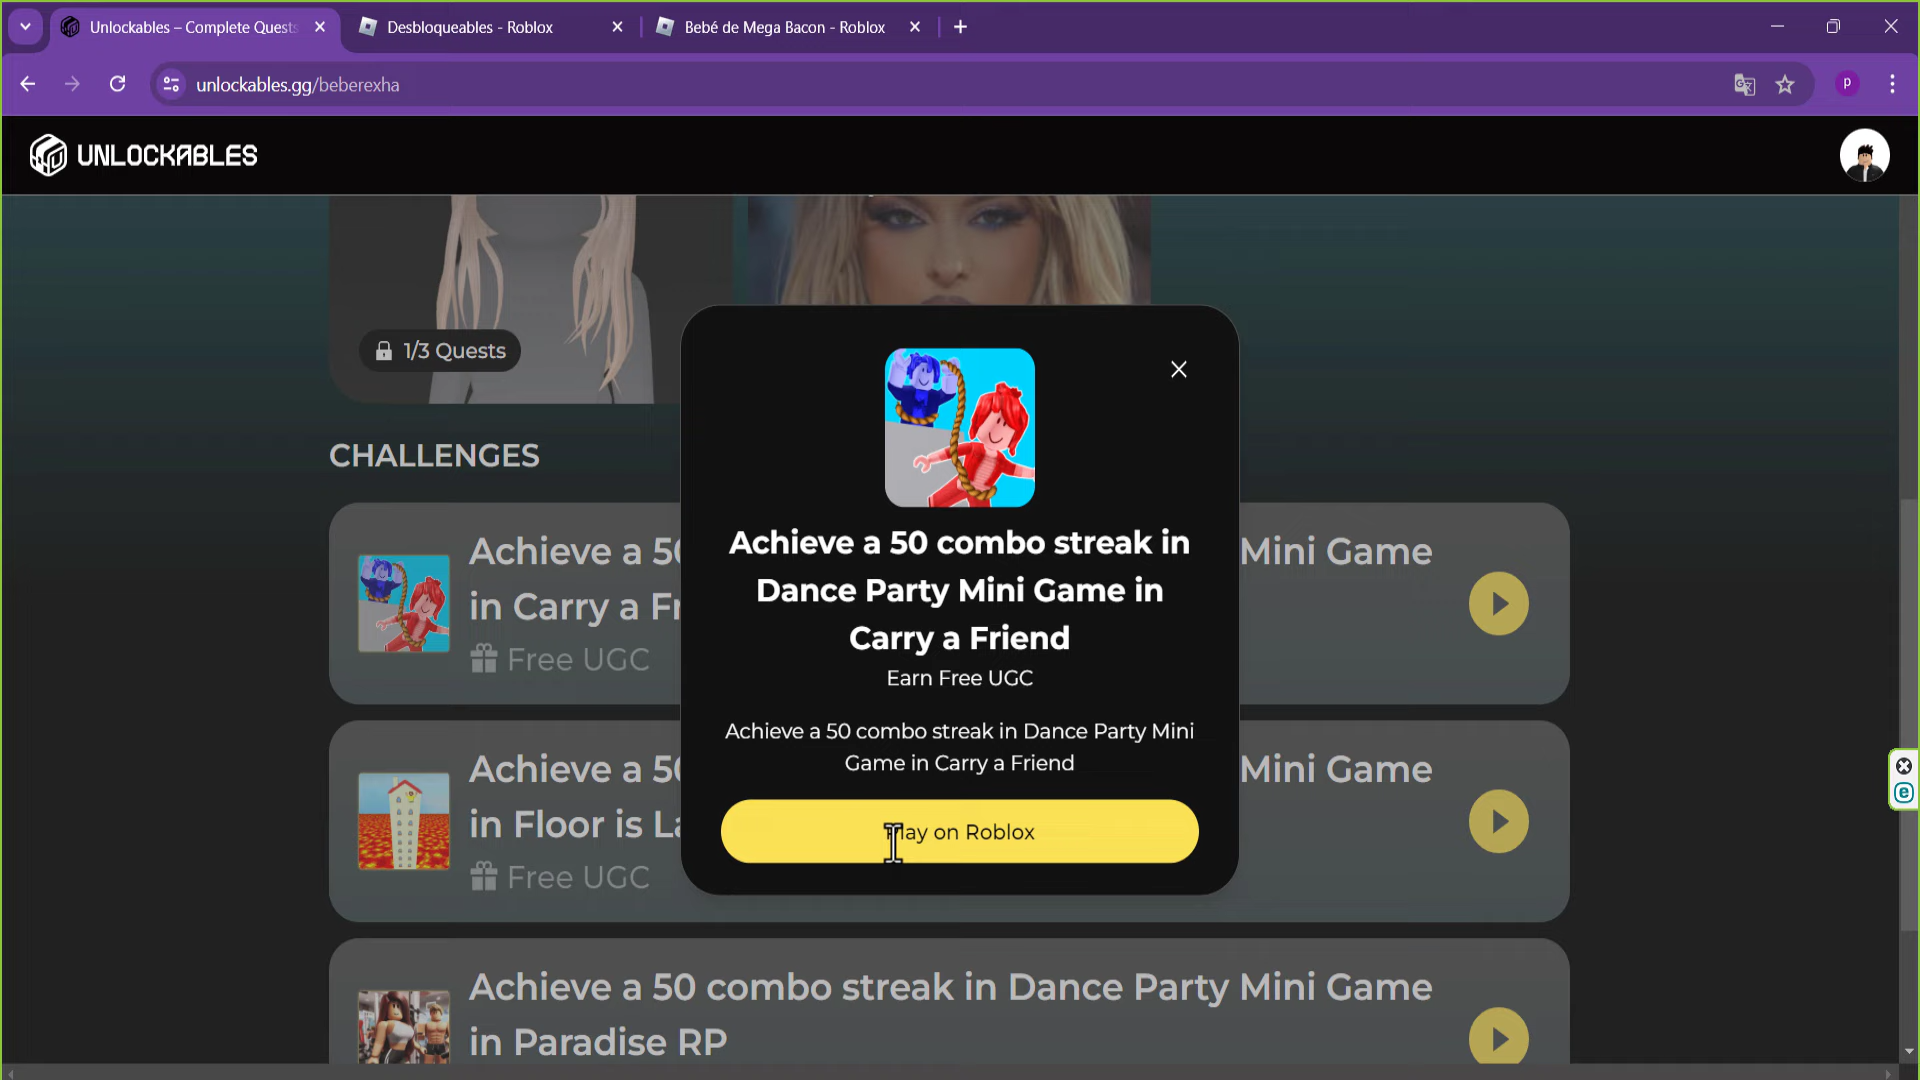 Unlockables – Complete Quests
Desbloqueables - Roblox
Bebé de Mega Bacon - Roblox
unlockables.gg/beberexha
p
UNLOCKABLES
1/3 Quests
CHALLENGES
Achieve a 50
Mini Game
in Carry a Fr
Free UGC
Achieve a 50 combo streak in
Dance Party Mini Game in
Carry a Friend
Earn Free UGC
Achieve a 50 combo streak in Dance Party Mini
Game in Carry a Friend
Play on Roblox
Achieve a 50
Mini Game
in Floor is La
Free UGC
Achieve a 50 combo streak in Dance Party Mini Game
in Paradise RP